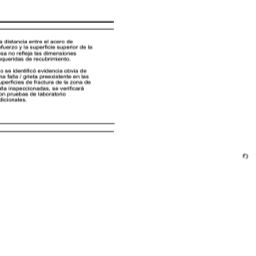 a distancia entre el acero de
fuerzo y la superficie superior de la
sa no refleja las dimensiones
queridas de recubrimiento.
o se identificó evidencia obvia de
na falla / grieta preexistente en las
uperficies de fractura de la zona de
lla inspeccionadas, se verificará
on pruebas de laboratorio
dicionales.